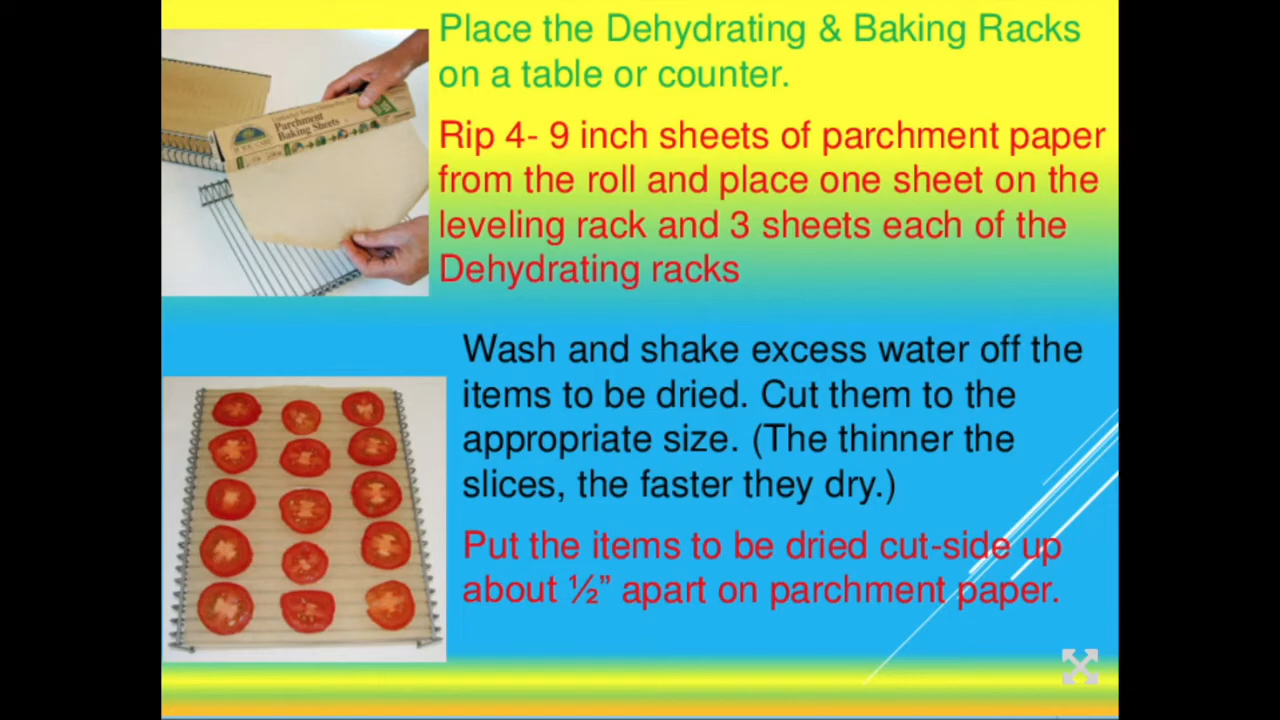 Place the Dehydrating & Baking Racks
on a table or counter.
Rip 4- 9 inch sheets of parchment paper
from the roll and place one sheet on the
leveling rack and 3 sheets each of the
Dehydrating racks
Parchment
Baking Sheets
Wash and shake excess water off the
items to be dried. Cut them to the
appropriate size. (The thinner the
slices, the faster they dry.)
Put the items to be dried cut-side up
about ½” apart on parchment paper.